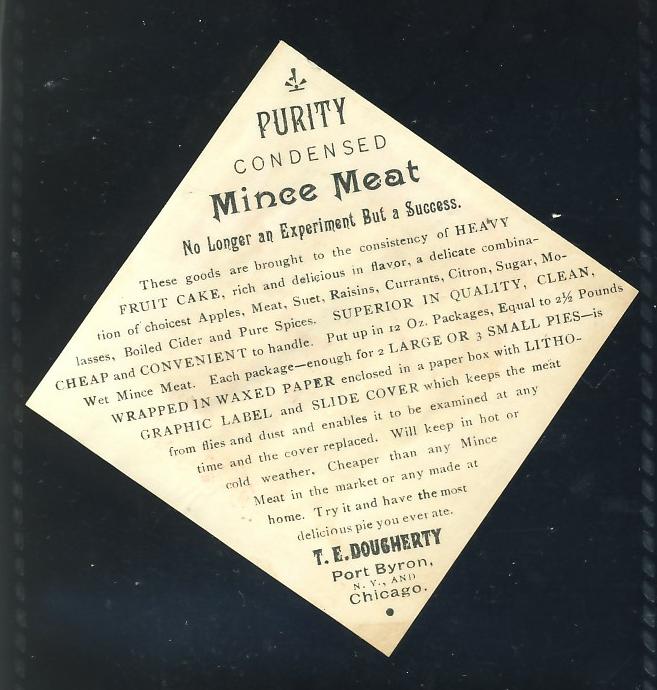 PURITY
CONDENSED
Mince Meat
No Longer an Experiment But a Success.
These goods are brought to the consistency of HEAVY
FRUIT CAKE, rich and delicious in flavor, a delicate combina-
tion of choicest Apples, Meat, Suet, Raisins, Currants, Citron, Sugar, Mo-
lasses, Boiled Cider and Pure Spices. SUPERIOR IN QUALITY, CLEAN,
CHEAP and CONVENIENT to handle. Put up in 12 Oz. Packages, Equal to 2½ Pounds
Wet Mince Meat. Each package—enough for 2 LARGE OR 3 SMALL PIES—is
WRAPPED IN WAXED PAPER enclosed in a paper box with LITHO-
GRAPHIC LABEL and SLIDE COVER which keeps the meat
from flies and dust and enables it to be examined at any
time and the cover replaced. Will keep in hot or
cold weather. Cheaper than any Mince
Meat in the market or any made at
home. Try it and have the most
delicious pie you ever ate.
T. E. DOUGHERTY
Port Byron,
N. Y., AND
Chicago.